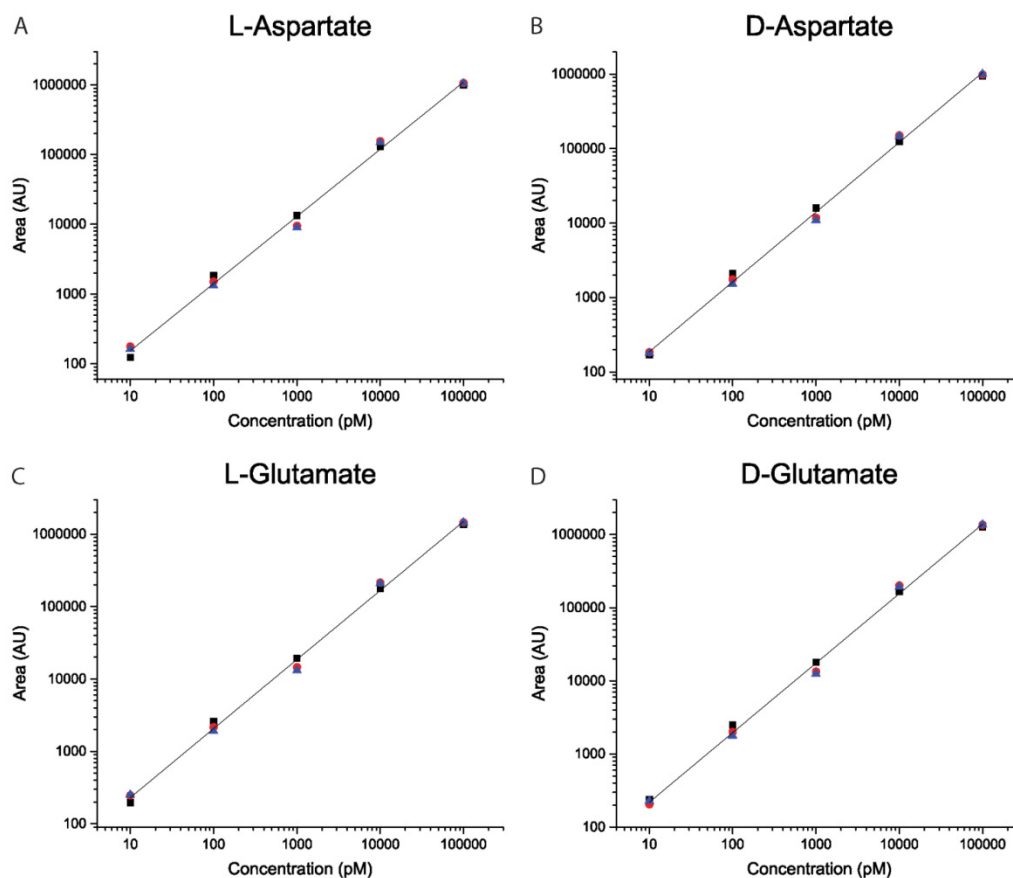 A
L-Aspartate
Area (AU)
1000000
100000
10000
1000
100
10 100 1000 10000 100000
Concentration (pM)
B
D-Aspartate
Area (AU)
1000000
100000
10000
1000
100
10 100 1000 10000 100000
Concentration (pM)
C
L-Glutamate
Area (AU)
1000000
100000
10000
1000
100
10 100 1000 10000 100000
Concentration (pM)
D
D-Glutamate
Area (AU)
1000000
100000
10000
1000
100
10 100 1000 10000 100000
Concentration (pM)